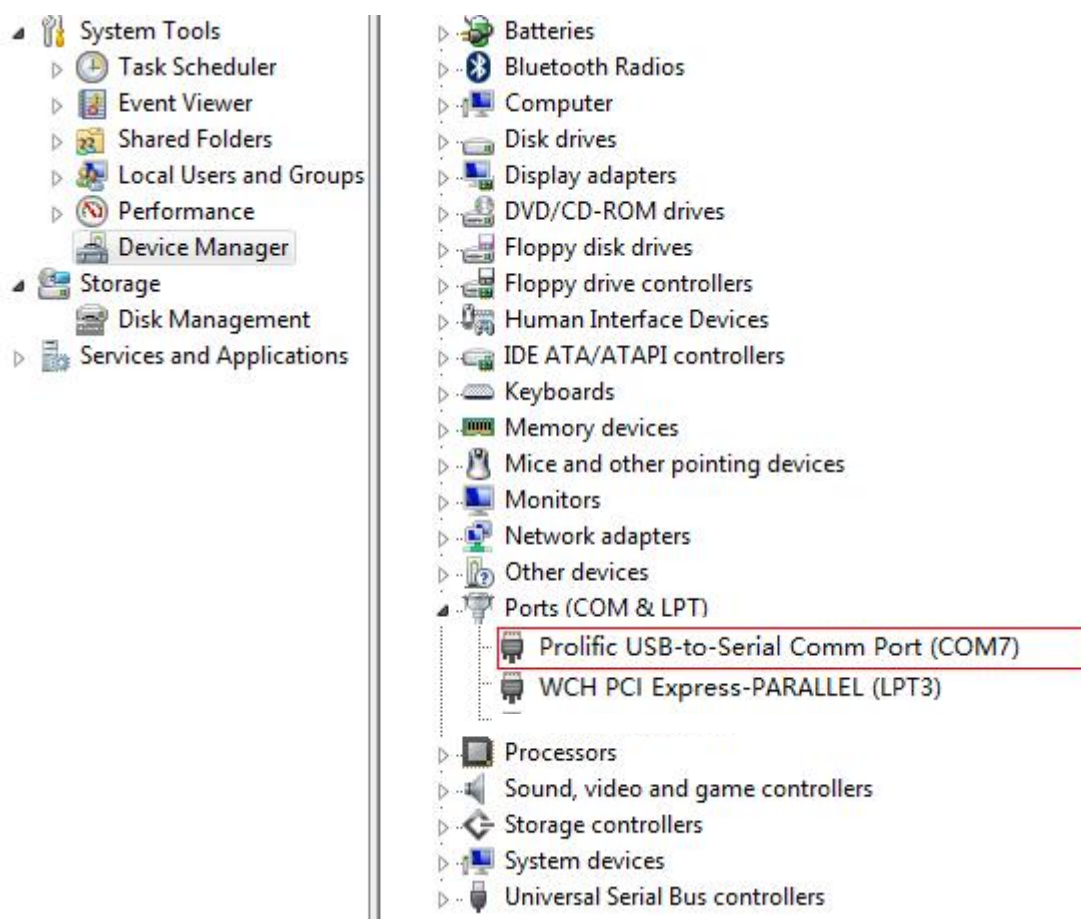 System Tools
Task Scheduler
Event Viewer
Shared Folders
Local Users and Groups
Performance
Device Manager
Storage
Disk Management
Services and Applications
Batteries
Bluetooth Radios
Computer
Disk drives
Display adapters
DVD/CD-ROM drives
Floppy disk drives
Floppy drive controllers
Human Interface Devices
IDE ATA/ATAPI controllers
Keyboards
Memory devices
Mice and other pointing devices
Monitors
Network adapters
Other devices
Ports (COM & LPT)
Prolific USB-to-Serial Comm Port (COM7)
WCH PCI Express-PARALLEL (LPT3)
Processors
Sound, video and game controllers
Storage controllers
System devices
Universal Serial Bus controllers